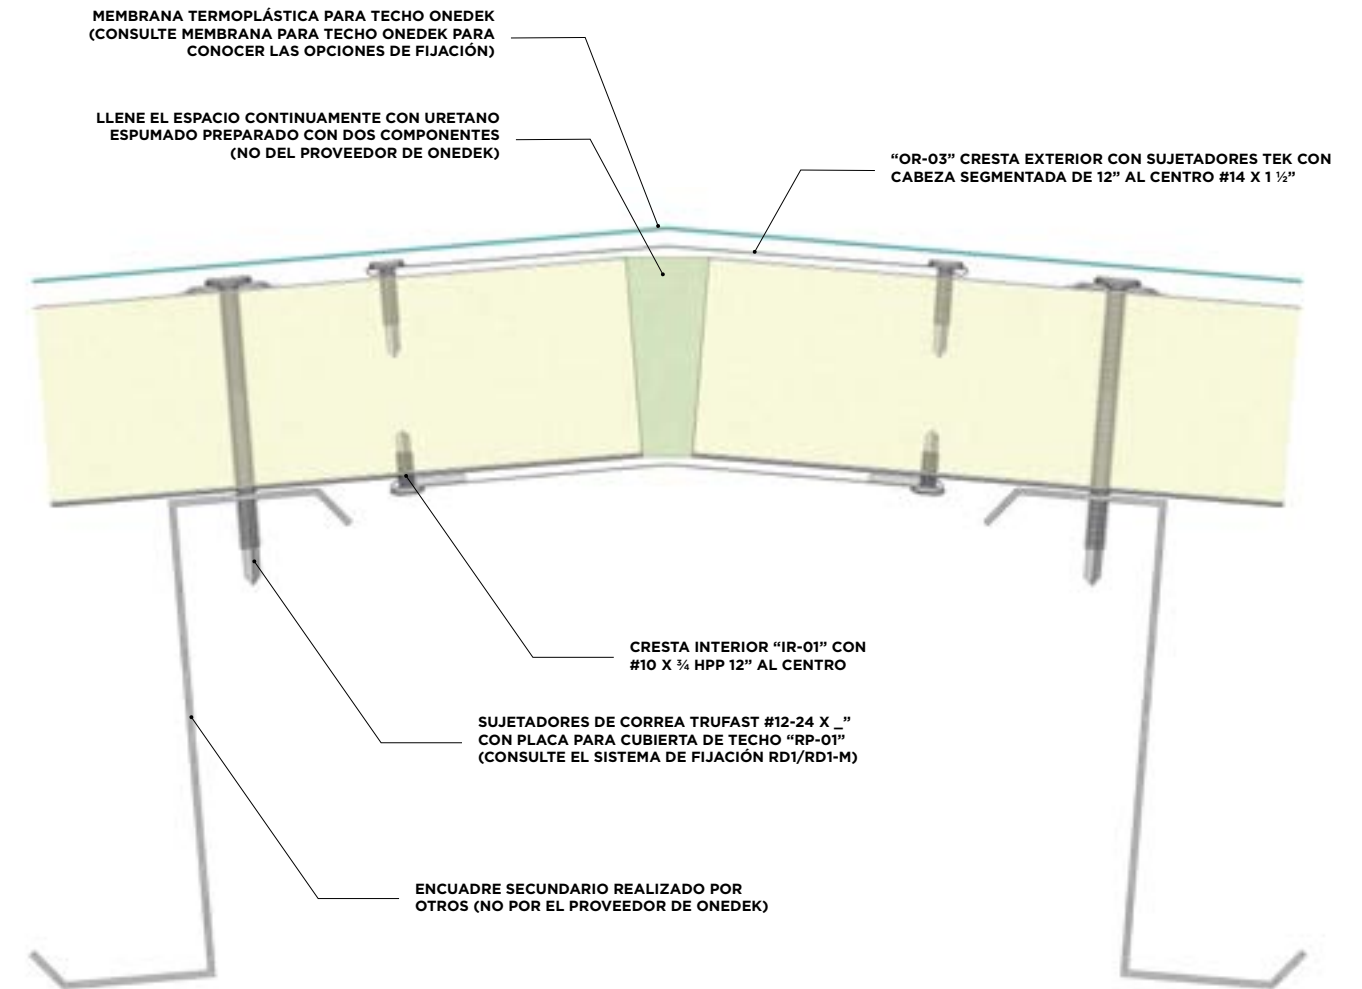 MEMBRANA TERMOPLÁSTICA PARA TECHO ONEDEK
(CONSULTE MEMBRANA PARA TECHO ONEDEK PARA
CONOCER LAS OPCIONES DE FIJACIÓN)
LLENE EL ESPACIO CONTINUAMENTE CON URETANO
ESPUMADO PREPARADO CON DOS COMPONENTES
(NO DEL PROVEEDOR DE ONEDEK)
“OR-03” CRESTA EXTERIOR CON SUJETADORES TEK CON
CABEZA SEGMENTADA DE 12” AL CENTRO #14 X 1 ½”
CRESTA INTERIOR “IR-01” CON
#10 X ¾ HPP 12” AL CENTRO
SUJETADORES DE CORREA TRUFAST #12-24 X _”
CON PLACA PARA CUBIERTA DE TECHO “RP-01”
(CONSULTE EL SISTEMA DE FIJACIÓN RD1/RD1-M)
ENCUADRE SECUNDARIO REALIZADO POR
OTROS (NO POR EL PROVEEDOR DE ONEDEK)